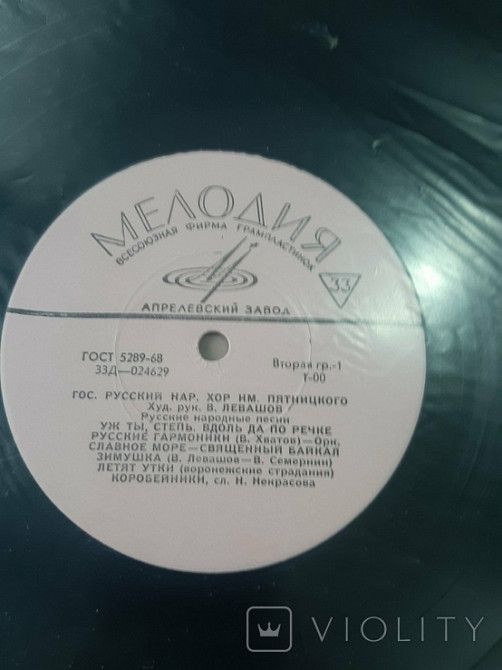 МЕЛОДИЯ
ВСЕСОЮЗНАЯ ФИРМА ГРАМПЛАСТИНОК
33
АПРЕЛЕВСКИЙ ЗАВОД
ГОСТ 5289-68
33Д—024629
Вторая гр.-1
Т-00
ГОС. РУССКИЙ НАР. ХОР ИМ. ПЯТНИЦКОГО
Худ. рук. В. ЛЕВАШОВ
Русские народные песни
УЖ ТЫ, СТЕПЬ. ВДОЛЬ ДА ПО РЕЧКЕ
РУССКИЕ ГАРМОНИКИ (В. Хватов)—Орк.
СЛАВНОЕ МОРЕ—СВЯЩЕННЫЙ БАЙКАЛ
ЗИМУШКА (В. Левашов—В. Семернин)
ЛЕТЯТ УТКИ (воронежские страдания)
КОРОБЕЙНИКИ, сл. Н. Некрасова
VIOLITY